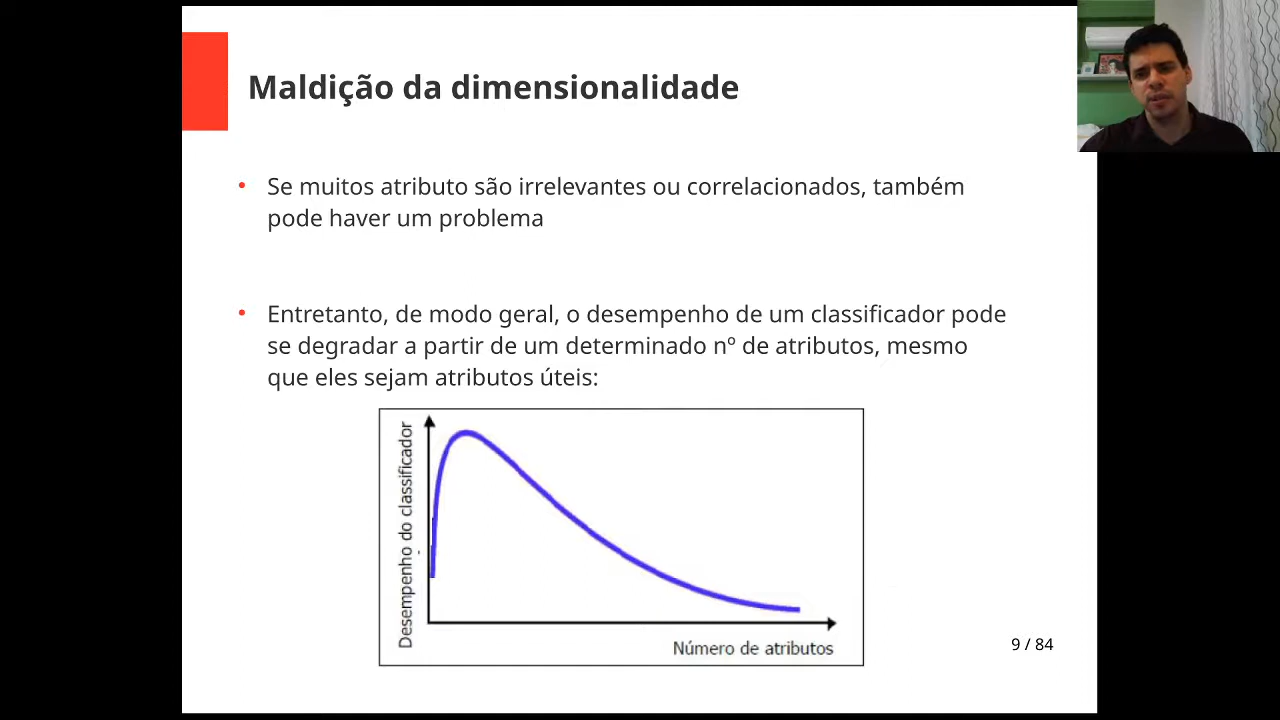 Maldição da dimensionalidade
• Se muitos atributo são irrelevantes ou correlacionados, também
pode haver um problema
• Entretanto, de modo geral, o desempenho de um classificador pode
se degradar a partir de um determinado nº de atributos, mesmo
que eles sejam atributos úteis:
Desempenho do classificador
Número de atributos
9 / 84